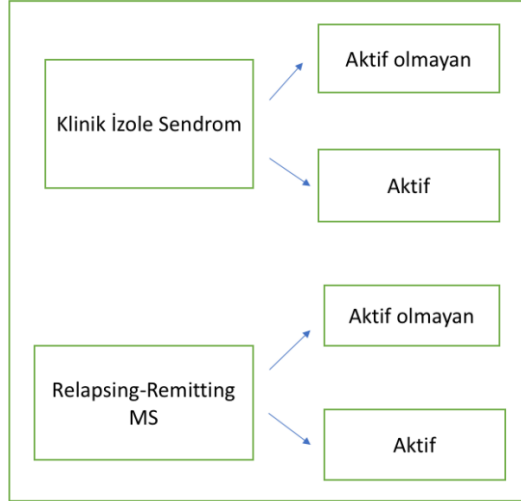 Aktif olmayan
Klinik İzole Sendrom
Aktif
Aktif olmayan
Relapsing-Remitting
MS
Aktif